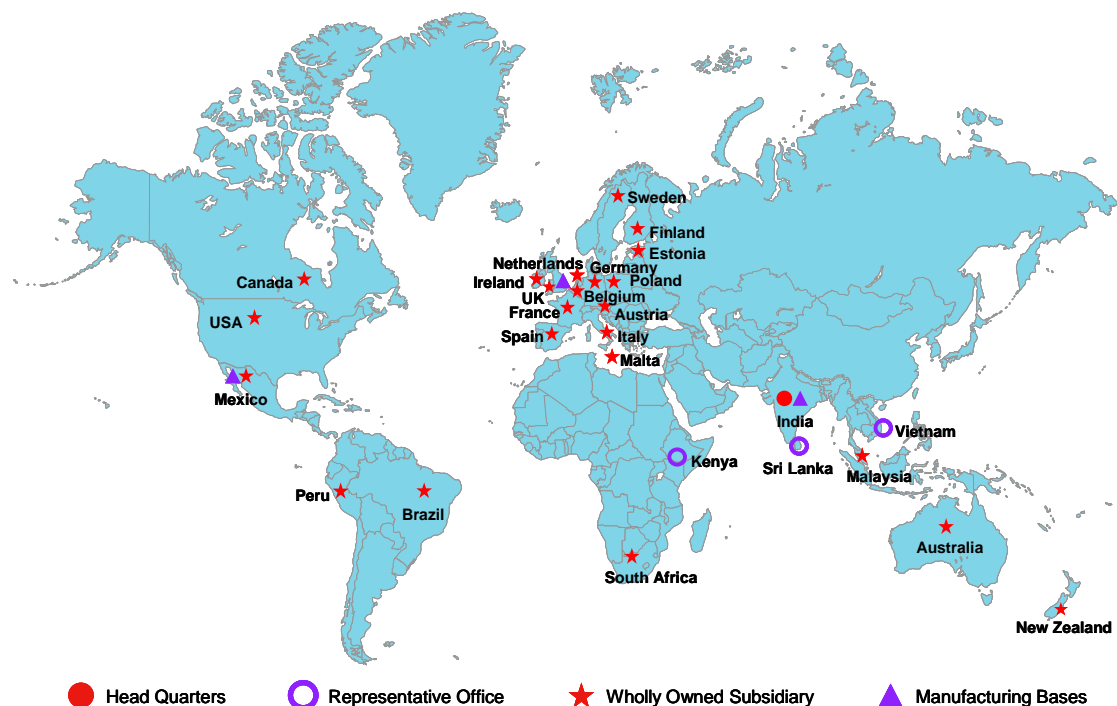 Sweden
Finland
Estonia
Netherlands
Germany
Ireland
Poland
Canada
UK
Belgium
France
Austria
USA
Spain
Italy
Malta
Mexico
India
Vietnam
Kenya
Sri Lanka
Malaysia
Peru
Brazil
Australia
South Africa
New Zealand
Head Quarters
Representative Office
Wholly Owned Subsidiary
Manufacturing Bases